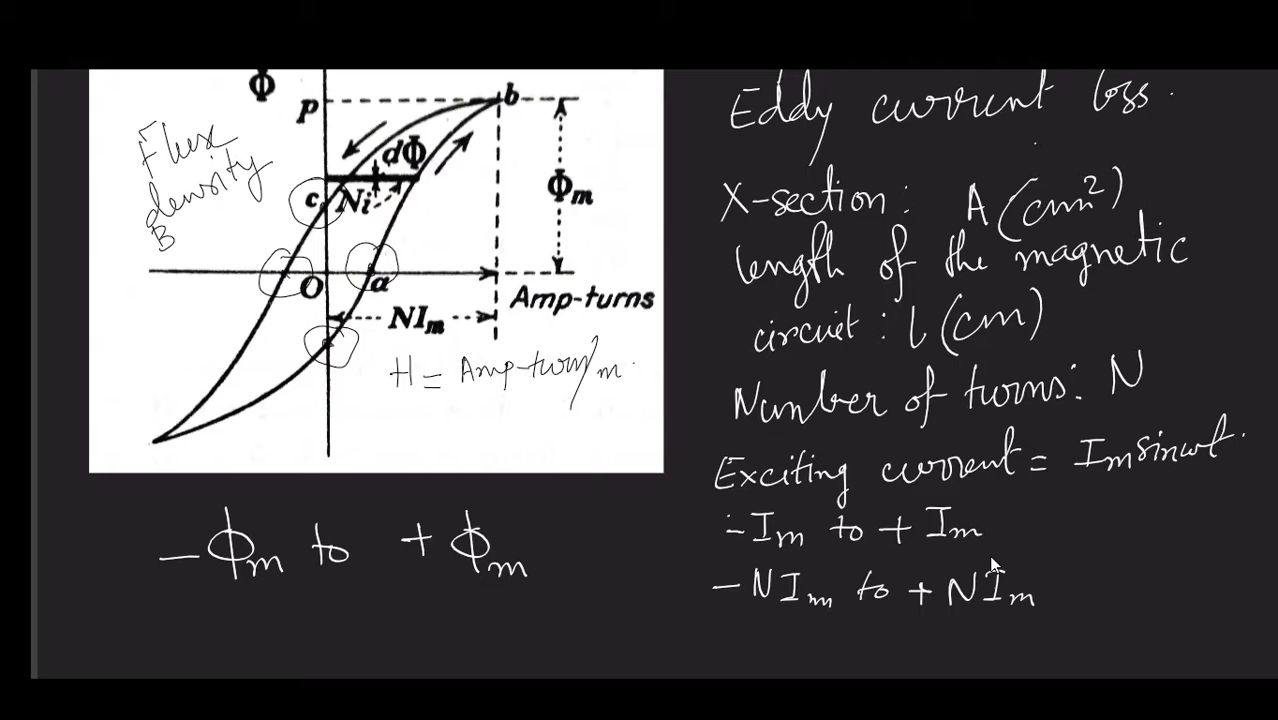 Φ
p
b
Flux
density
B
dΦ
c
Ni
Φm
O
a
Amp-turns
NIm
H = Amp-turn/m.
-Φm to +Φm
Eddy current loss.
X-section: A (cm²)
length of the magnetic
circuit: l (cm)
Number of turns: N
Exciting current = Im sinωt.
-Im to + Im
-NIm to + NIm